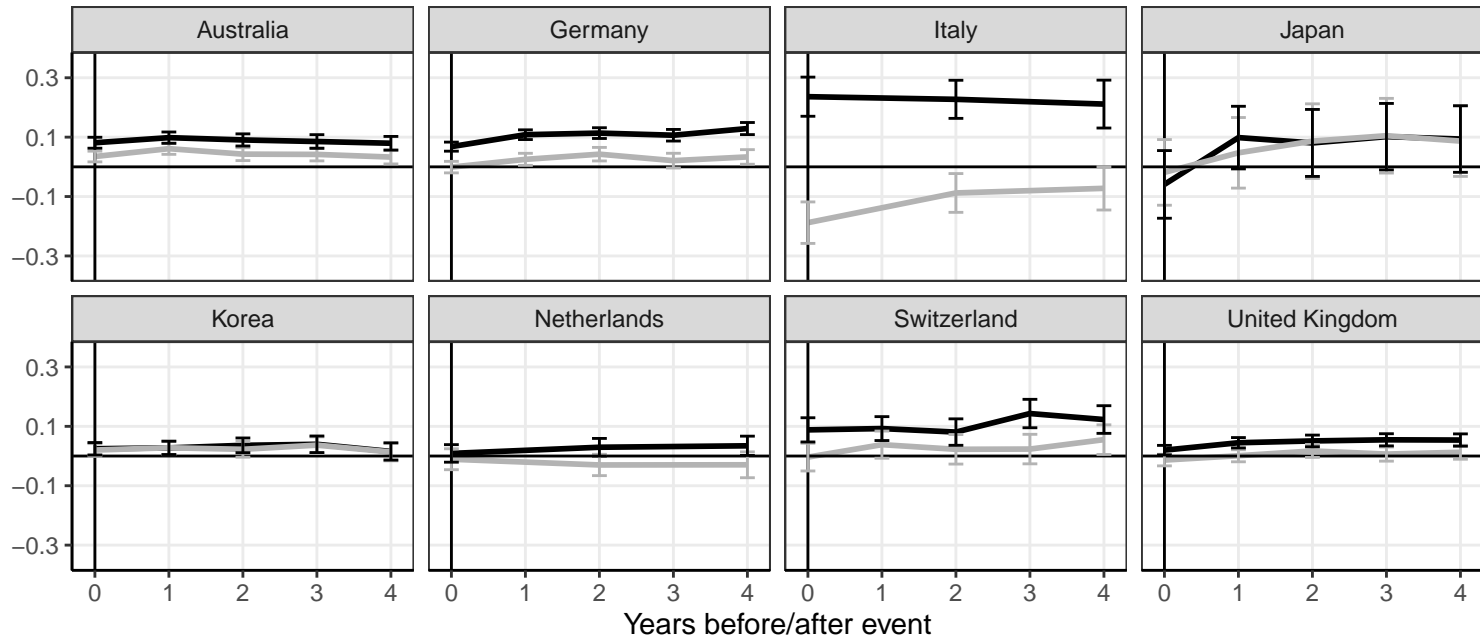 Australia Germany Italy Japan
0.3
0.1
−0.1
−0.3
Korea Netherlands Switzerland United Kingdom
0.3
0.1
−0.1
−0.3
0 1 2 3 4 0 1 2 3 4 0 1 2 3 4 0 1 2 3 4
Years before/after event